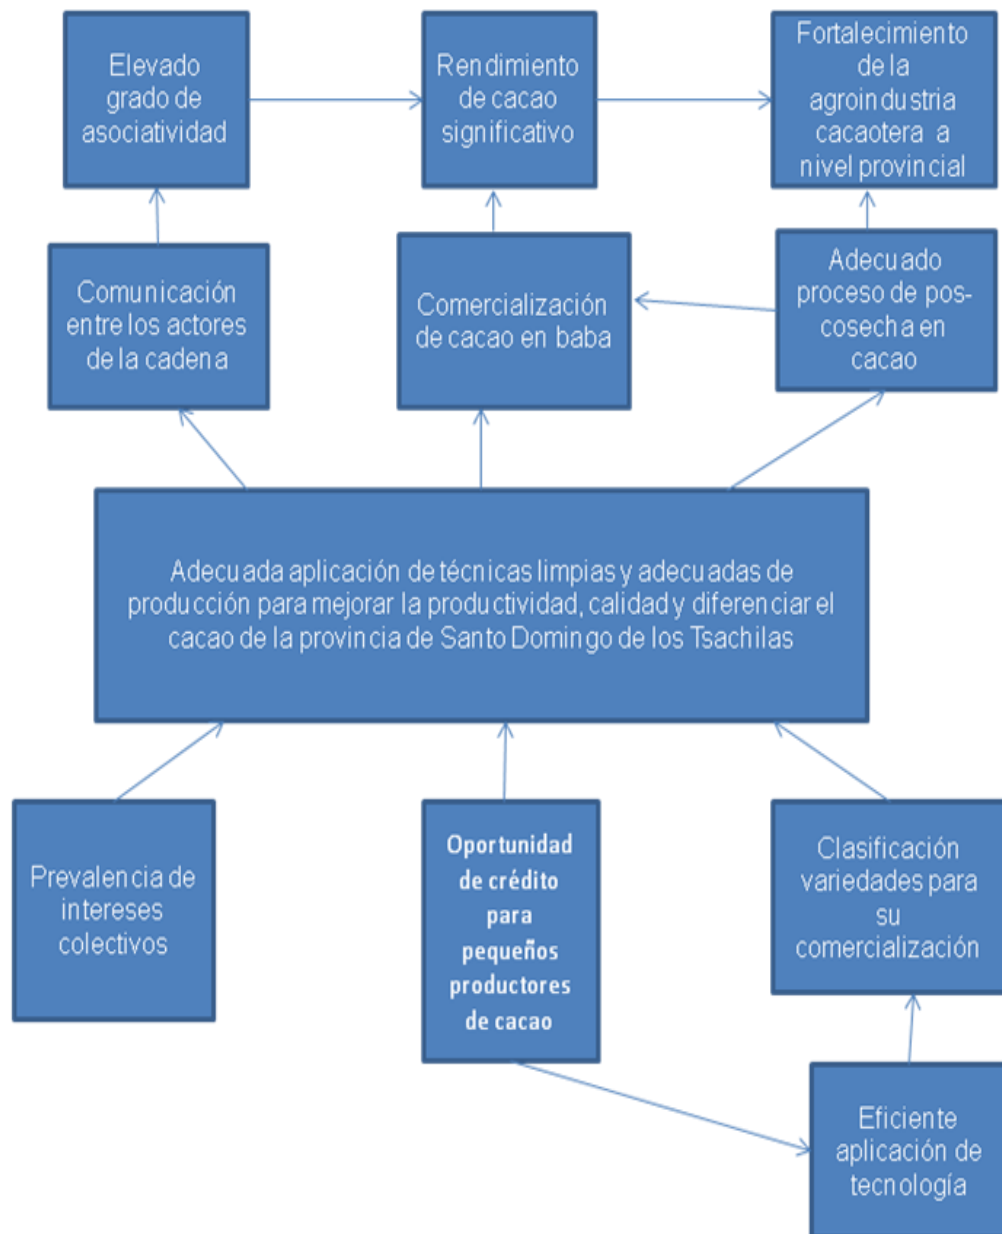 Elevado
grado de
asociatividad
Rendimiento
de cacao
significativo
Fortalecimiento
de la
agroindustria
cacaotera a
nivel provincial
Comunicación
entre los actores
de la cadena
Comercialización
de cacao en baba
Adecuado
proceso de pos-
cosecha en
cacao
Adecuada aplicación de técnicas limpias y adecuadas de
producción para mejorar la productividad, calidad y diferenciar el
cacao de la provincia de Santo Domingo de los Tsachilas
Prevalencia de
intereses
colectivos
Oportunidad
de crédito
para
pequeños
productores
de cacao
Clasificación
variedades para
su
comercialización
Eficiente
aplicación de
tecnología